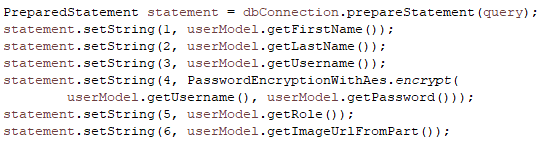 PreparedStatement statement = dbConnection.prepareStatement(query);
statement.setString(1, userModel.getFirstName());
statement.setString(2, userModel.getLastName());
statement.setString(3, userModel.getUsername());
statement.setString(4, PasswordEncryptionWithAes.encrypt(
userModel.getUsername(), userModel.getPassword()));
statement.setString(5, userModel.getRole());
statement.setString(6, userModel.getImageUrlFromPart());